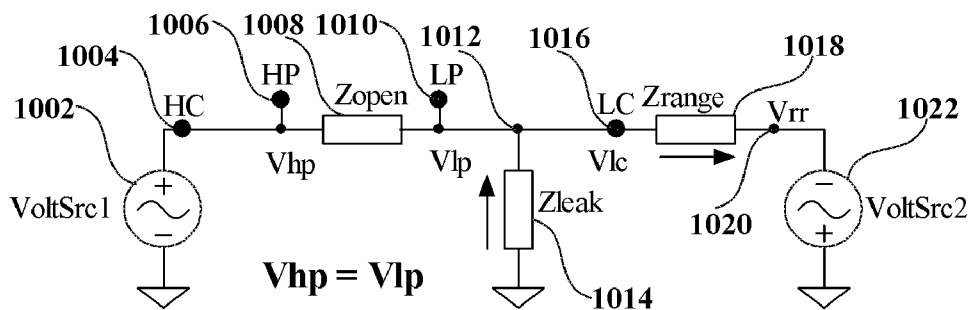 1006
1008
1010
1012
1016
1018
1004
HP
LP
1002
HC
Zopen
LC
Zrange
Vrr
1022
Vhp
Vlp
Vlc
VoltSrc1
+
−
Zleak
1020
−
+
VoltSrc2
Vhp = Vlp
1014